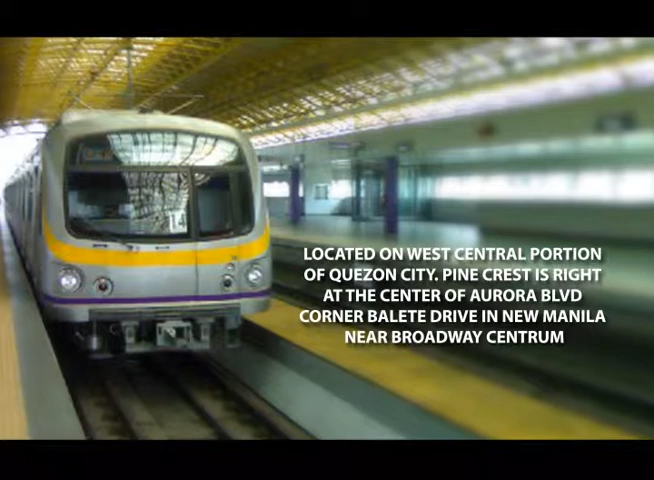 14
LOCATED ON WEST CENTRAL PORTION
OF QUEZON CITY. PINE CREST IS RIGHT
AT THE CENTER OF AURORA BLVD
CORNER BALETE DRIVE IN NEW MANILA
NEAR BROADWAY CENTRUM